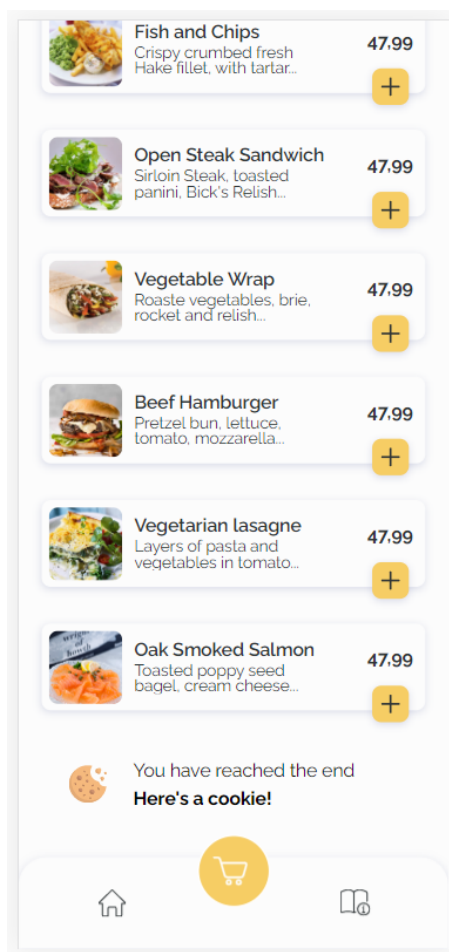 Fish and Chips
47.99
Crispy crumbed fresh
Hake fillet, with tartar...
+
Open Steak Sandwich
47.99
Sirloin Steak, toasted
panini, Bick's Relish...
+
Vegetable Wrap
47.99
Roaste vegetables, brie,
rocket and relish...
+
Beef Hamburger
47.99
Pretzel bun, lettuce,
tomato, mozzarella...
+
Vegetarian lasagne
47.99
Layers of pasta and
vegetables in tomato...
+
Oak Smoked Salmon
47.99
Toasted poppy seed
bagel, cream cheese...
+
You have reached the end
Here's a cookie!